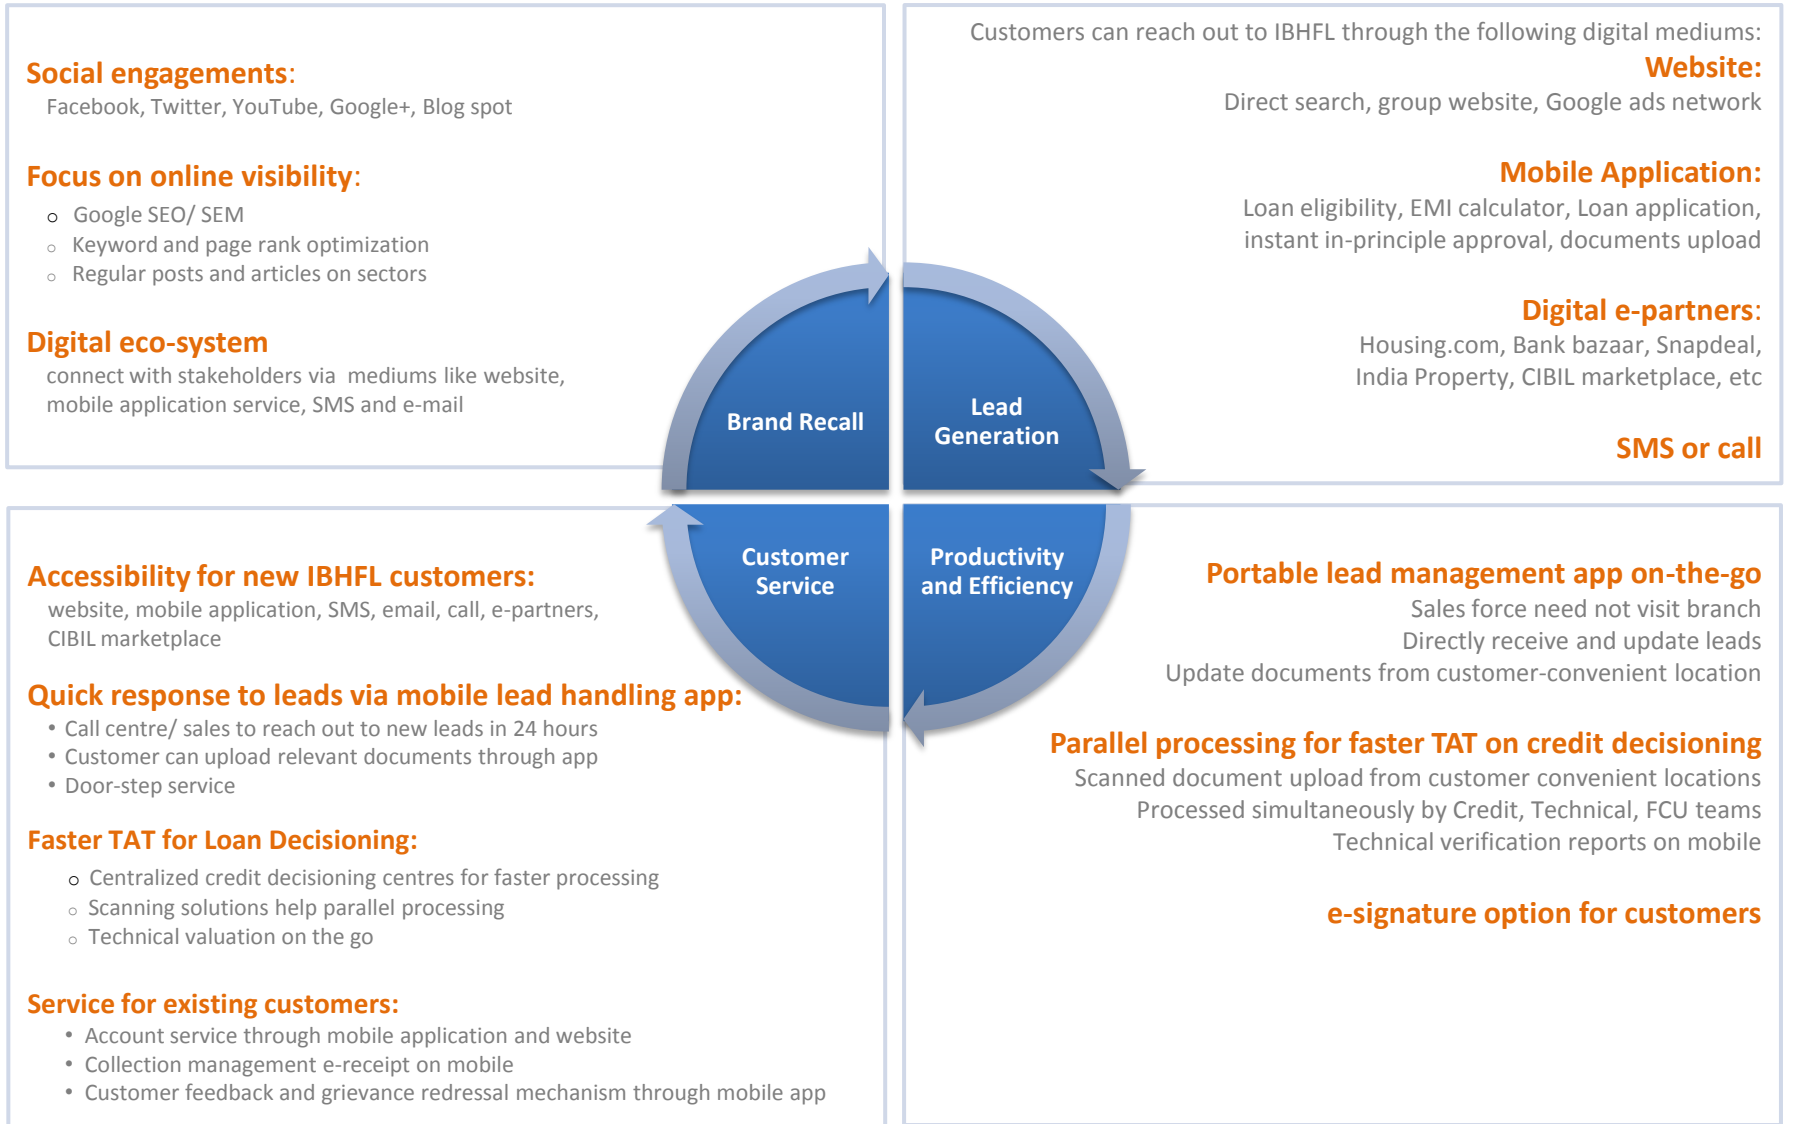 Social engagements:
Facebook, Twitter, YouTube, Google+, Blog spot
Focus on online visibility:
o Google SEO/ SEM
o Keyword and page rank optimization
o Regular posts and articles on sectors
Digital eco-system
connect with stakeholders via mediums like website,
mobile application service, SMS and e-mail
Customers can reach out to IBHFL through the following digital mediums:
Website:
Direct search, group website, Google ads network
Mobile Application:
Loan eligibility, EMI calculator, Loan application,
instant in-principle approval, documents upload
Digital e-partners:
Housing.com, Bank bazaar, Snapdeal,
India Property, CIBIL marketplace, etc
SMS or call
Brand Recall
Lead
Generation
Customer
Service
Productivity
and Efficiency
Accessibility for new IBHFL customers:
website, mobile application, SMS, email, call, e-partners,
CIBIL marketplace
Quick response to leads via mobile lead handling app:
• Call centre/ sales to reach out to new leads in 24 hours
• Customer can upload relevant documents through app
• Door-step service
Faster TAT for Loan Decisioning:
o Centralized credit decisioning centres for faster processing
o Scanning solutions help parallel processing
o Technical valuation on the go
Service for existing customers:
• Account service through mobile application and website
• Collection management e-receipt on mobile
• Customer feedback and grievance redressal mechanism through mobile app
Portable lead management app on-the-go
Sales force need not visit branch
Directly receive and update leads
Update documents from customer-convenient location
Parallel processing for faster TAT on credit decisioning
Scanned document upload from customer convenient locations
Processed simultaneously by Credit, Technical, FCU teams
Technical verification reports on mobile
e-signature option for customers